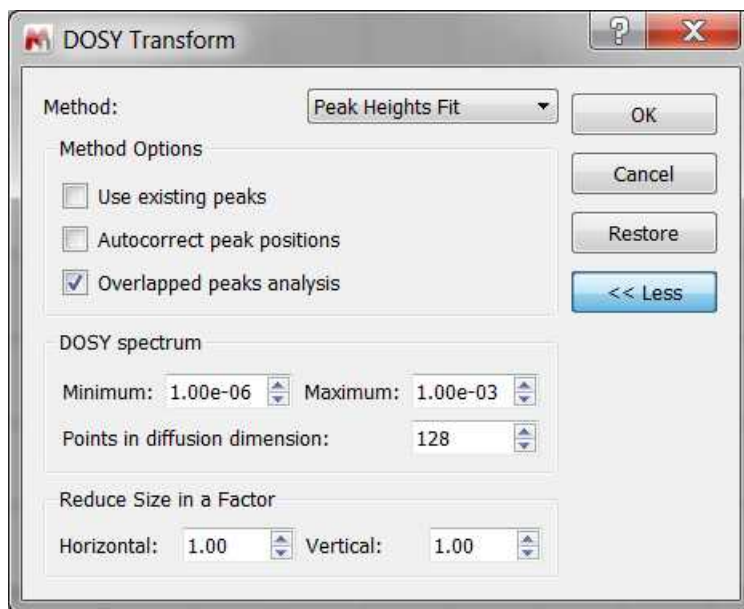 DOSY Transform
Method: Peak Heights Fit
OK
Method Options
Cancel
Use existing peaks
Autocorrect peak positions
Restore
Overlapped peaks analysis
<< Less
DOSY spectrum
Minimum: 1.00e-06 Maximum: 1.00e-03
Points in diffusion dimension: 128
Reduce Size in a Factor
Horizontal: 1.00 Vertical: 1.00